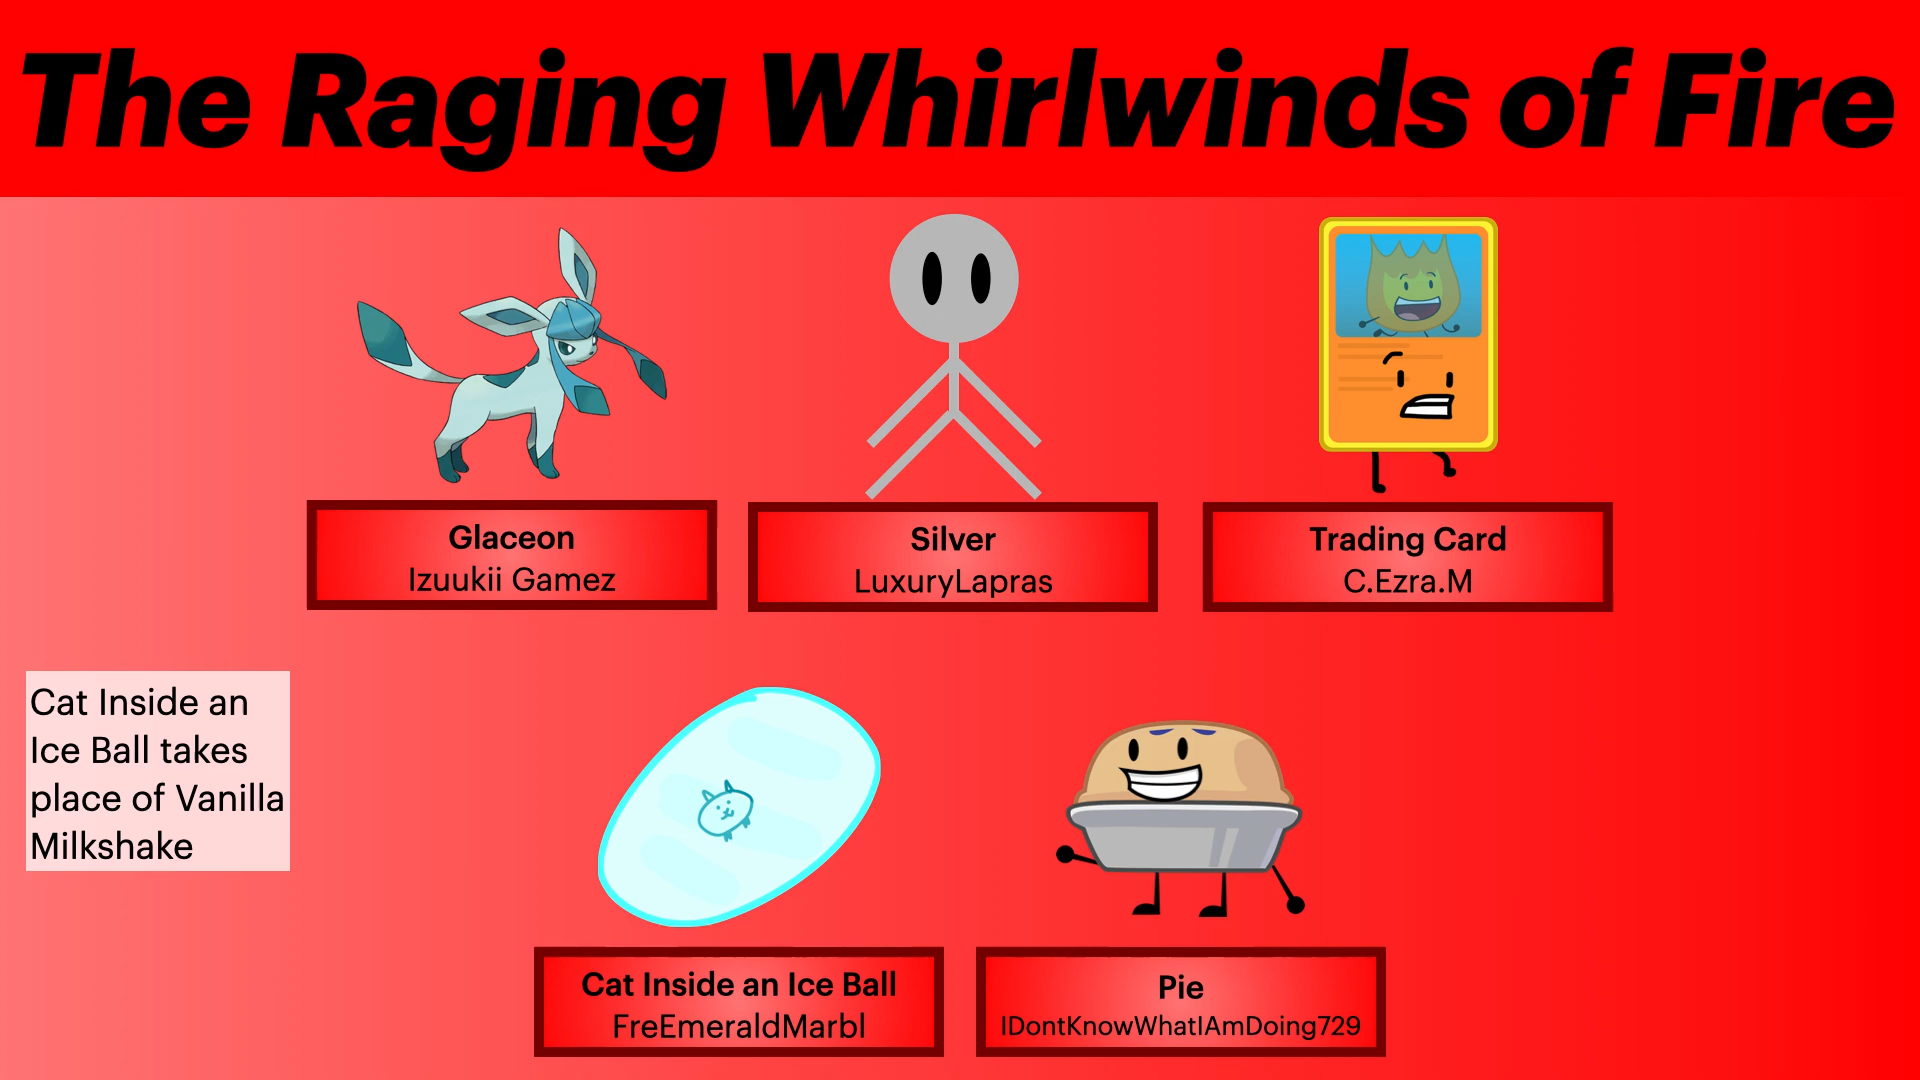 The Raging Whirlwinds of Fire
Glaceon
Izuukii Gamez
Silver
LuxuryLapras
Trading Card
C.Ezra.M
Cat Inside an
Ice Ball takes
place of Vanilla
Milkshake
Cat Inside an Ice Ball
FreEmeraldMarbl
Pie
IDontKnowWhatIAmDoing729